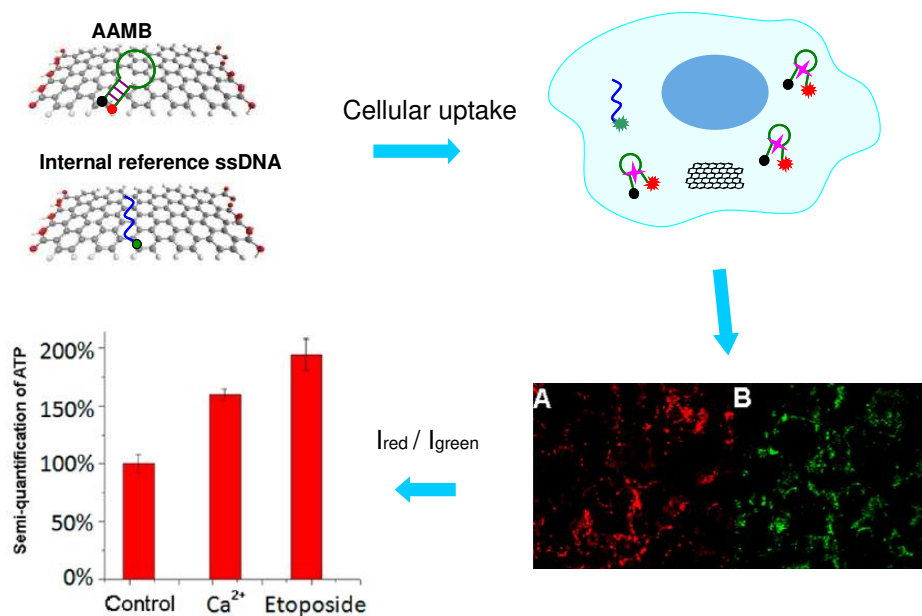 AAMB
Cellular uptake
Internal reference ssDNA
Semi-quantification of ATP
200%
150%
100%
50%
0%
Control Ca²⁺ Etoposide
Ired / Igreen
A B